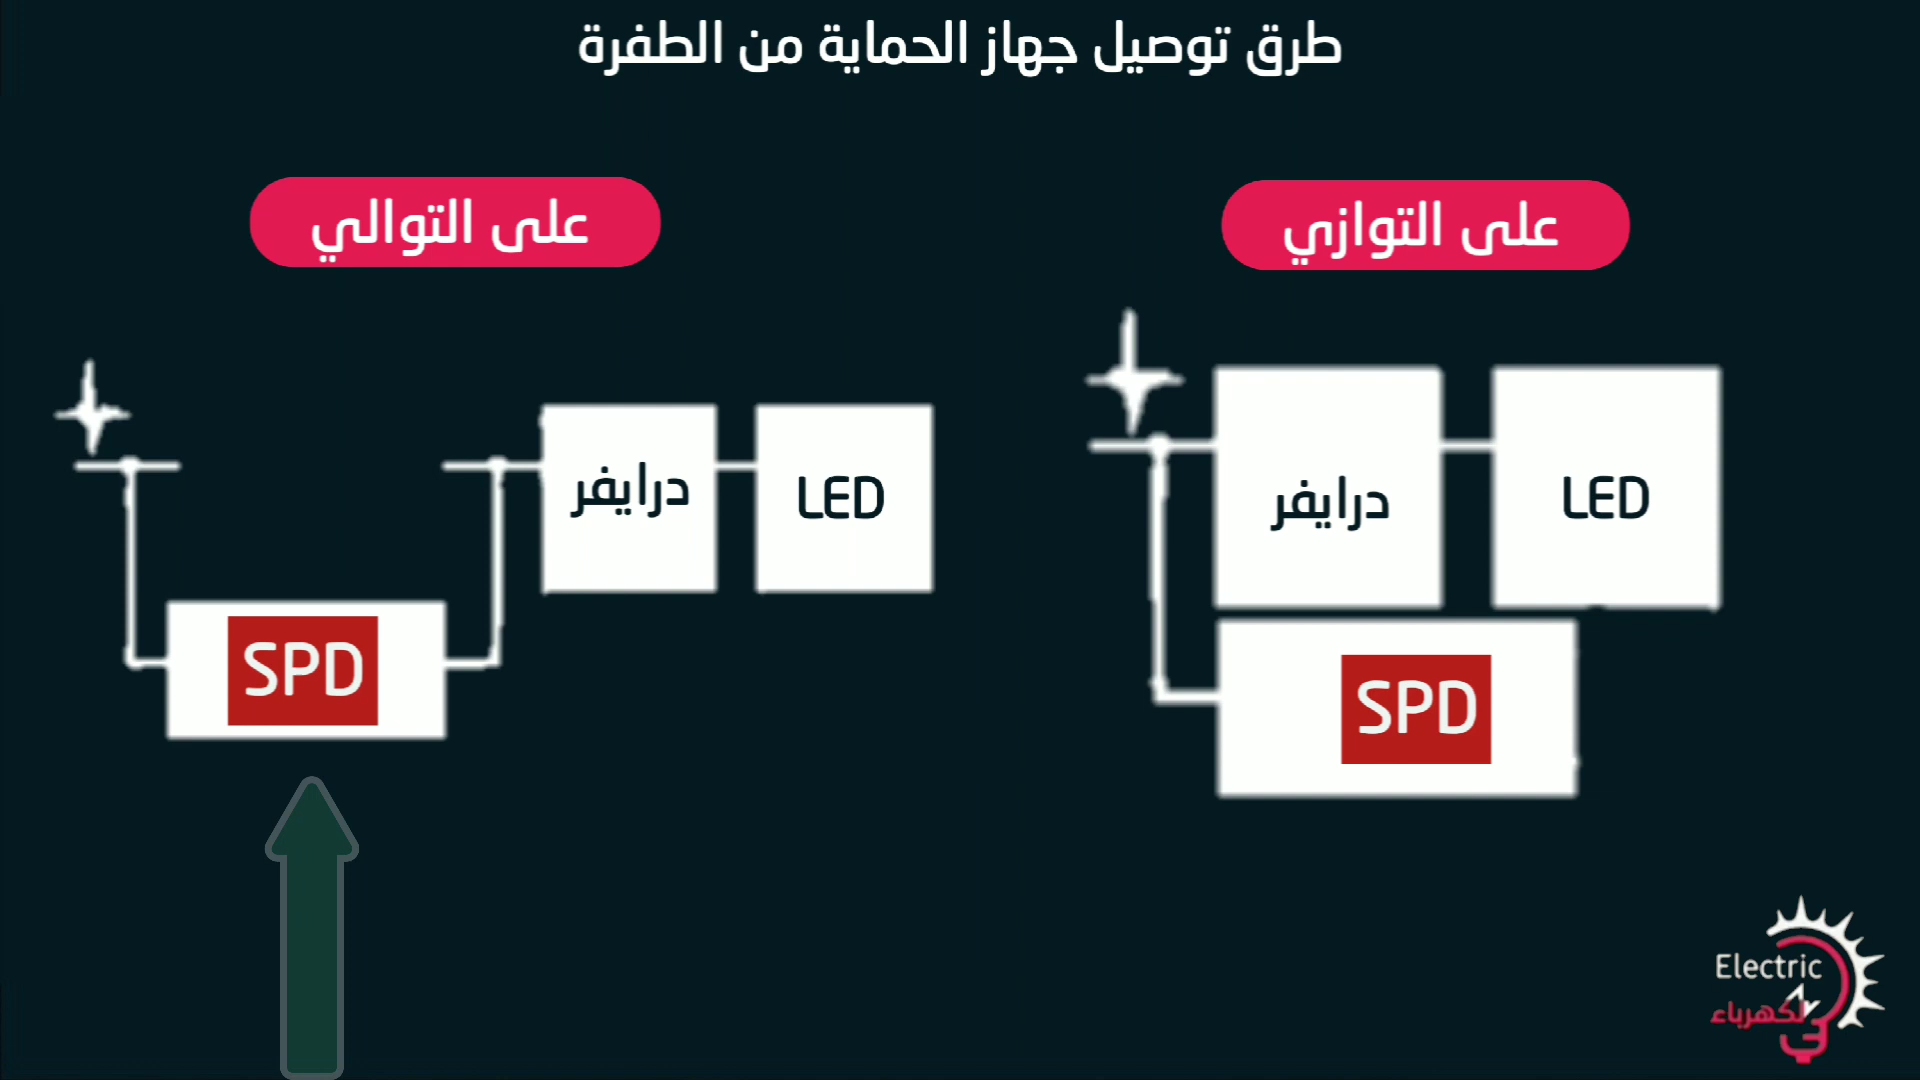 طرق توصيل جهاز الحماية من الطفرة
على التوازي
على التوالي
درايفر
LED
SPD
درايفر
LED
SPD
Electric
لكهرباء